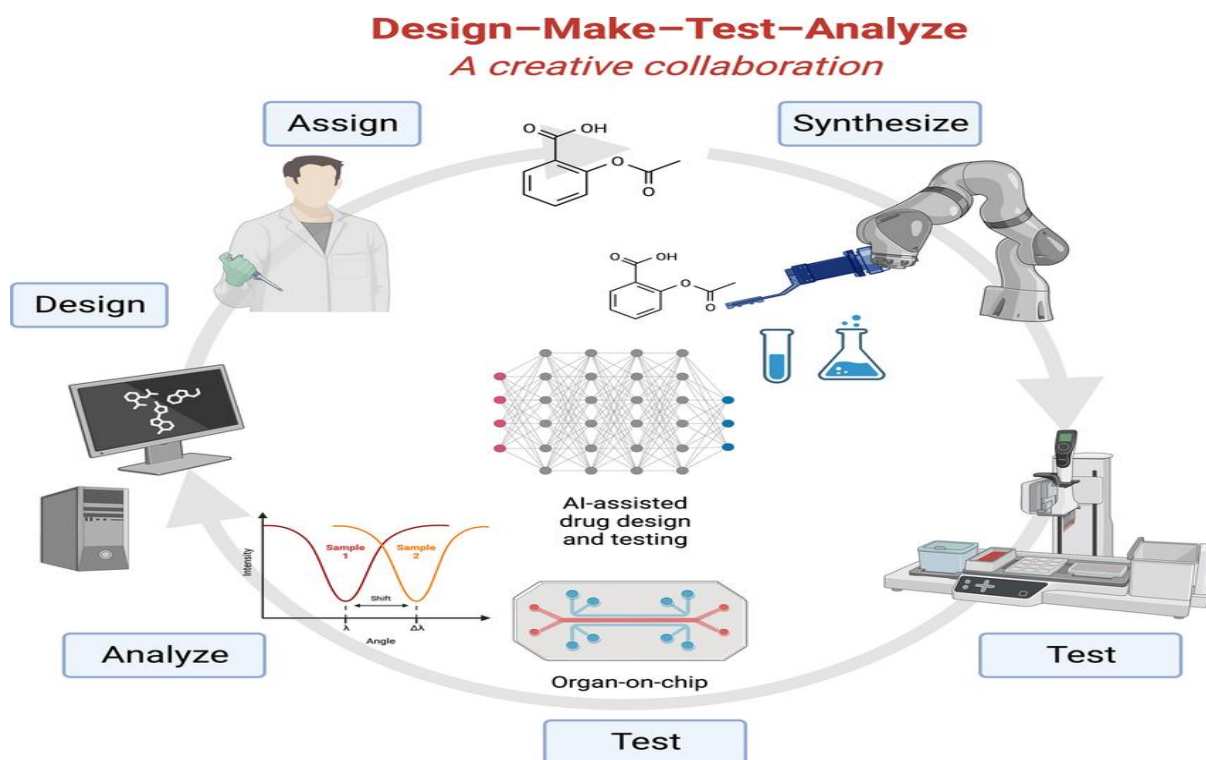 Design–Make–Test–Analyze
A creative collaboration
Assign
Synthesize
O
OH
O
O
Design
O
OH
O
O
AI-assisted
drug design
and testing
Intensity
Sample
1
Sample
2
Shift
λ
Δλ
Angle
Analyze
Organ-on-chip
Test
Test